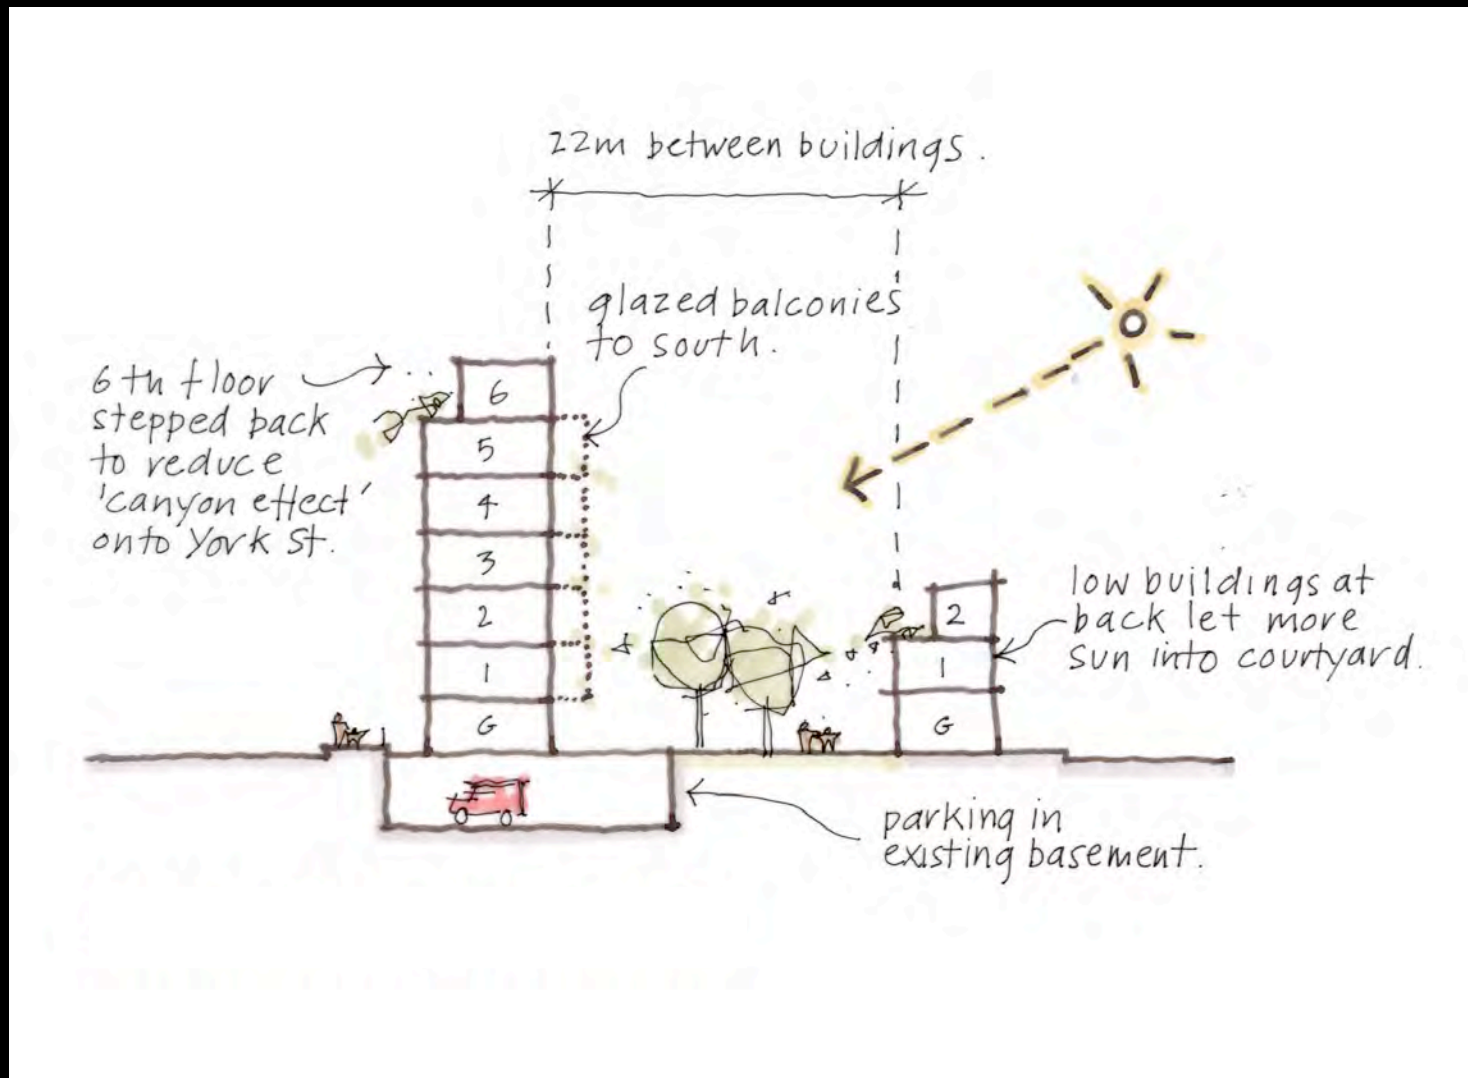 22m between buildings.
glazed balconies
to south.
6th floor
stepped back
to reduce
'canyon effect'
onto York St.
6
5
4
3
2
1
G
2
1
G
low buildings at
back let more
sun into courtyard.
parking in
existing basement.